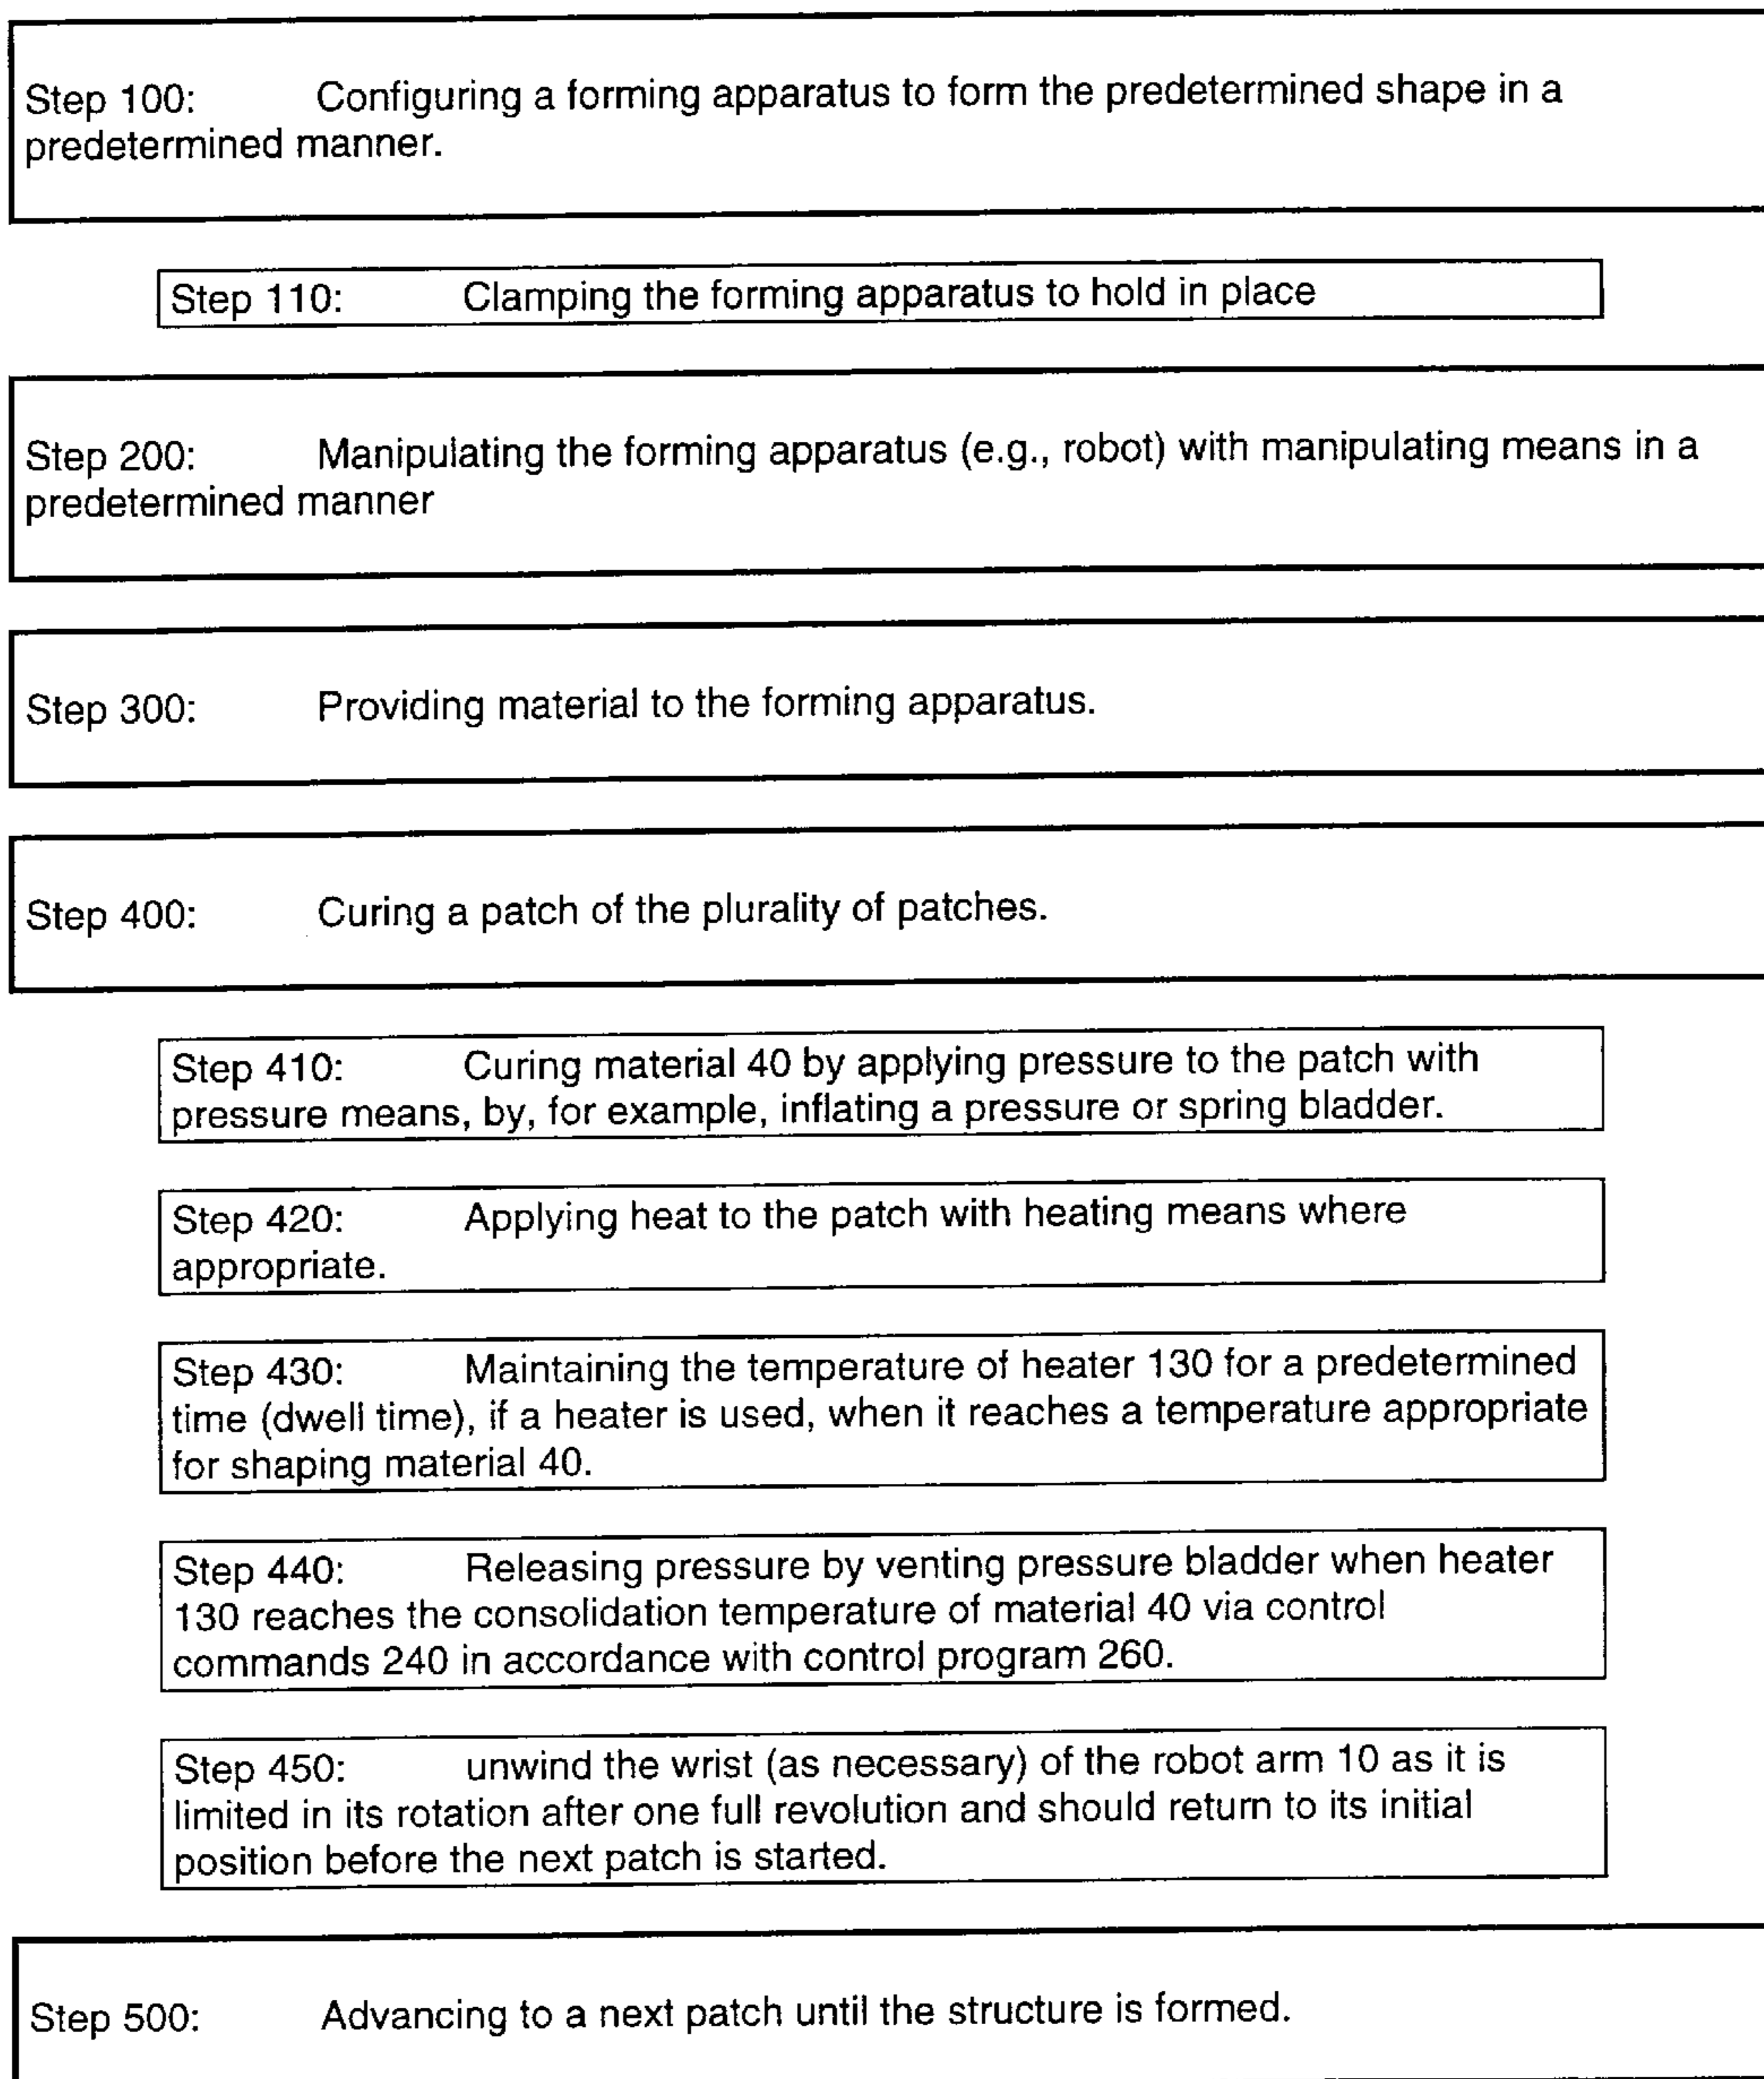 Step 100: Configuring a forming apparatus to form the predetermined shape in a
predetermined manner.
Step 110: Clamping the forming apparatus to hold in place
Step 200: Manipulating the forming apparatus (e.g., robot) with manipulating means in a
predetermined manner
Step 300: Providing material to the forming apparatus.
Step 400: Curing a patch of the plurality of patches.
Step 410: Curing material 40 by applying pressure to the patch with
pressure means, by, for example, inflating a pressure or spring bladder.
Step 420: Applying heat to the patch with heating means where
appropriate.
Step 430: Maintaining the temperature of heater 130 for a predetermined
time (dwell time), if a heater is used, when it reaches a temperature appropriate
for shaping material 40.
Step 440: Releasing pressure by venting pressure bladder when heater
130 reaches the consolidation temperature of material 40 via control
commands 240 in accordance with control program 260.
Step 450: unwind the wrist (as necessary) of the robot arm 10 as it is
limited in its rotation after one full revolution and should return to its initial
position before the next patch is started.
Step 500: Advancing to a next patch until the structure is formed.